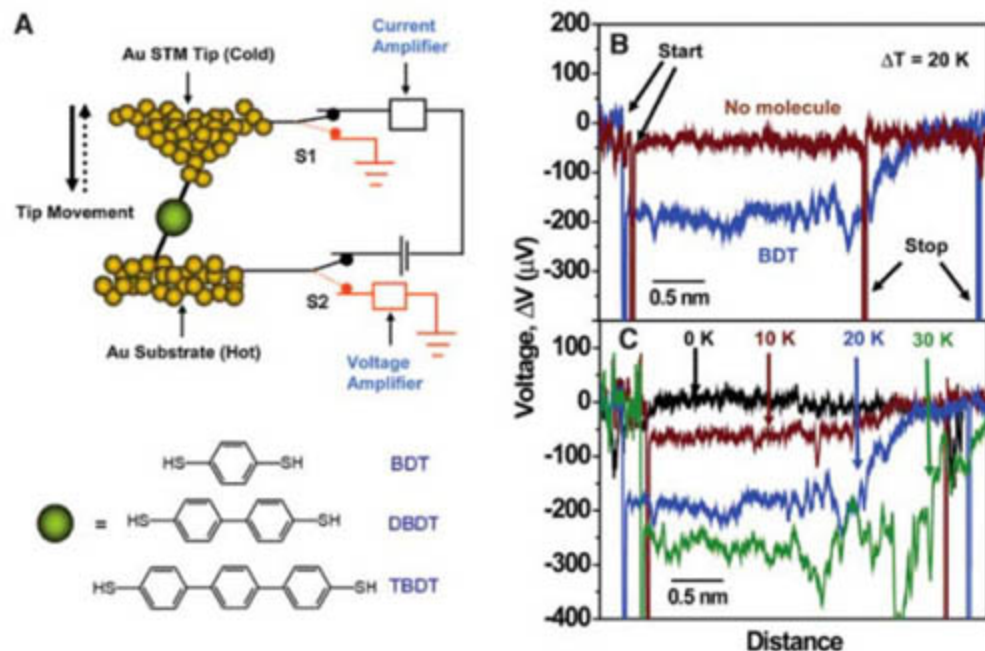 A
Au STM Tip (Cold)
Current
Amplifier
S1
Tip Movement
S2
Au Substrate (Hot)
Voltage
Amplifier
HS
SH
BDT
=
HS
SH
DBDT
HS
SH
TBDT
Voltage, ΔV (μV)
200
100
0
-100
-200
-300
B
Start
ΔT = 20 K
No molecule
BDT
Stop
0.5 nm
100
0
-100
-200
-300
-400
C
0 K
10 K
20 K
30 K
0.5 nm
Distance